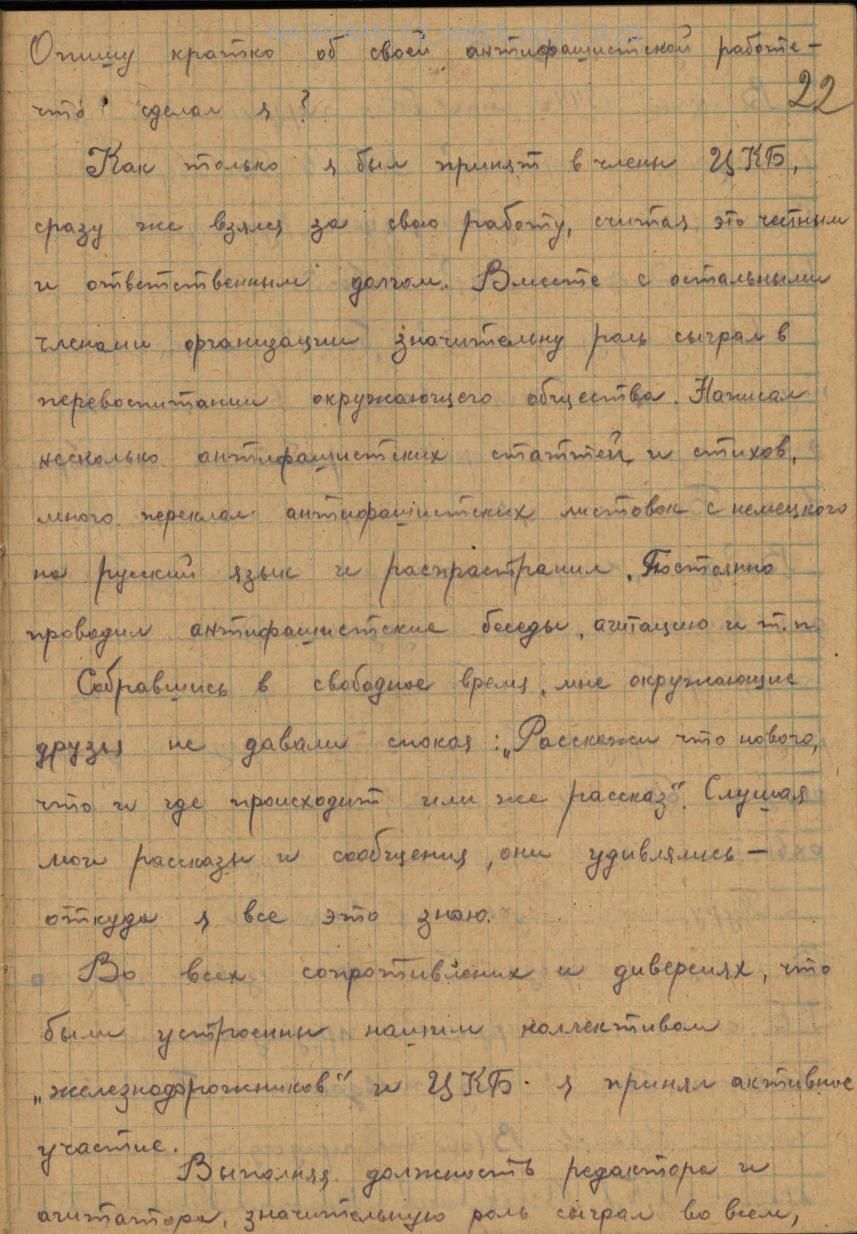 Опишу кратко об своей антифашистской работе –
22
что сделал я?
Как только я был принят в члены ЦКБ,
сразу же взялся за свою работу, считая это честным
и ответственным долгом. Вместе с остальными
членами организации значительну роль сыграл в
перевоспитании окружающего общества. Написал
несколько антифашистских статтей и стихов,
много переклал антифашистских листовок с немецкого
на русский язык и распрастранил. Постоянно
проводил антифашистские беседы, агитацию и т.п.
Собравшись в свободное время, мне окружающие
друзья не давали спокоя: „Расскажи что нового,
что и где происходит или же рассказ“. Слушая
мои рассказы и сообщения, они удивлялись –
откуда я все это знаю.
Во всех сопротивлениях и диверсиях, что
были устроенны нашим коллективом
„железнодорожников“ и ЦКБ я принял активное
участие.
Выполняя должность редактора и
агитатора, значительную роль сыграл во всем,